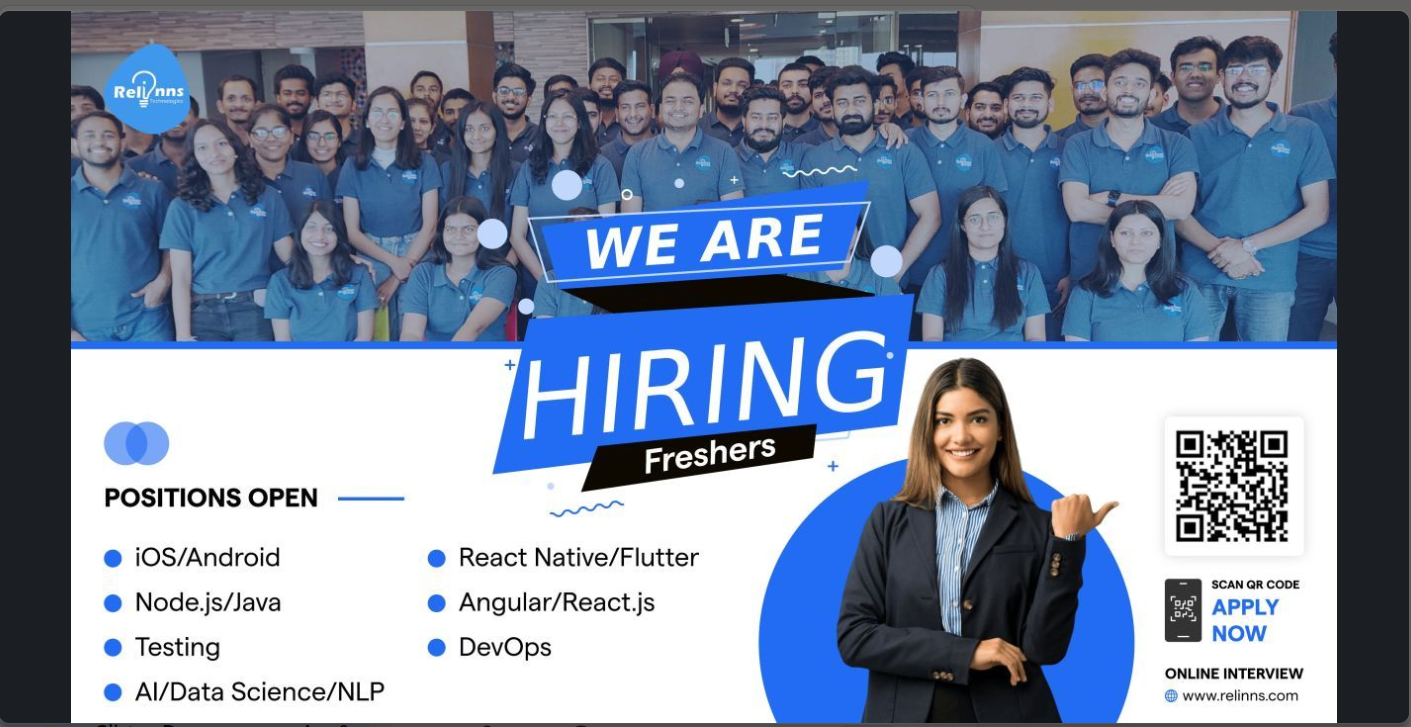 Relinns
Technologies
WE ARE
HIRING
Freshers
POSITIONS OPEN
iOS/Android
Node.js/Java
Testing
AI/Data Science/NLP
React Native/Flutter
Angular/React.js
DevOps
SCAN QR CODE
APPLY
NOW
ONLINE INTERVIEW
www.relinns.com